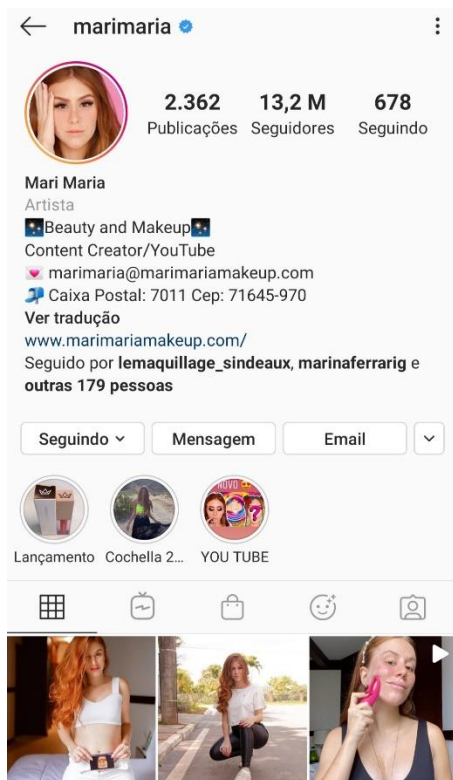 marimaria
2.362 13,2 M 678
Publicações Seguidores Seguindo
Mari Maria
Artista
🌠Beauty and Makeup🌠
Content Creator/YouTube
💌 marimaria@marimariamakeup.com
📬 Caixa Postal: 7011 Cep: 71645-970
Ver tradução
www.marimariamakeup.com/
Seguido por lemaquillage_sindeaux, marinaferrarig e
outras 179 pessoas
Seguindo Mensagem Email
NOVO
Lançamento Cochella 2... YOU TUBE